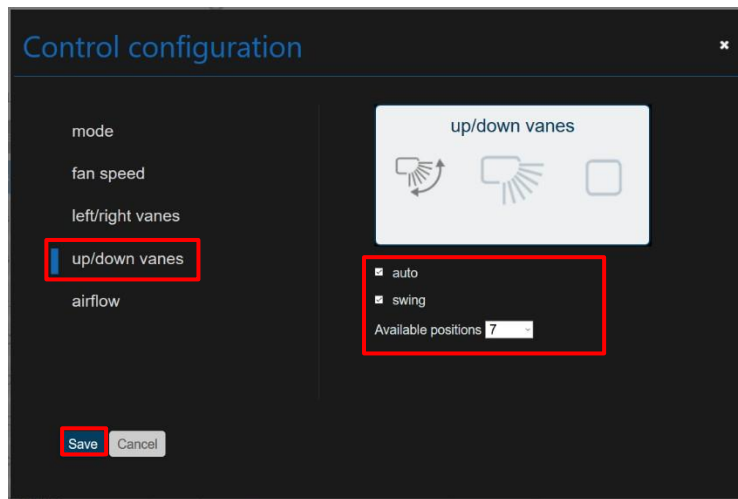 Control configuration
mode
fan speed
left/right vanes
up/down vanes
airflow
up/down vanes
auto
swing
Available positions 7
Save Cancel